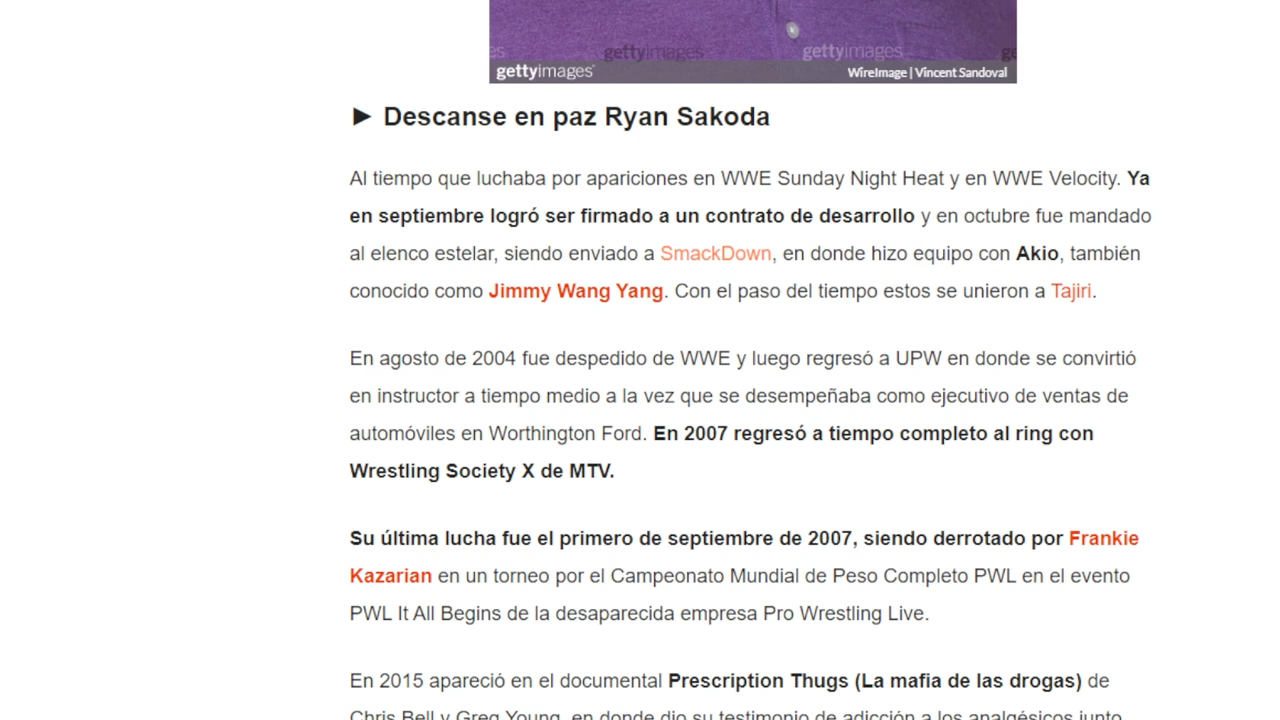 es gettyimages gettyimages ge
gettyimages WireImage | Vincent Sandoval
► Descanse en paz Ryan Sakoda
Al tiempo que luchaba por apariciones en WWE Sunday Night Heat y en WWE Velocity. Ya
en septiembre logró ser firmado a un contrato de desarrollo y en octubre fue mandado
al elenco estelar, siendo enviado a SmackDown, en donde hizo equipo con Akio, también
conocido como Jimmy Wang Yang. Con el paso del tiempo estos se unieron a Tajiri.
En agosto de 2004 fue despedido de WWE y luego regresó a UPW en donde se convirtió
en instructor a tiempo medio a la vez que se desempeñaba como ejecutivo de ventas de
automóviles en Worthington Ford. En 2007 regresó a tiempo completo al ring con
Wrestling Society X de MTV.
Su última lucha fue el primero de septiembre de 2007, siendo derrotado por Frankie
Kazarian en un torneo por el Campeonato Mundial de Peso Completo PWL en el evento
PWL It All Begins de la desaparecida empresa Pro Wrestling Live.
En 2015 apareció en el documental Prescription Thugs (La mafia de las drogas) de
Chris Bell y Greg Young, en donde dio su testimonio de adicción a los analgésicos junto